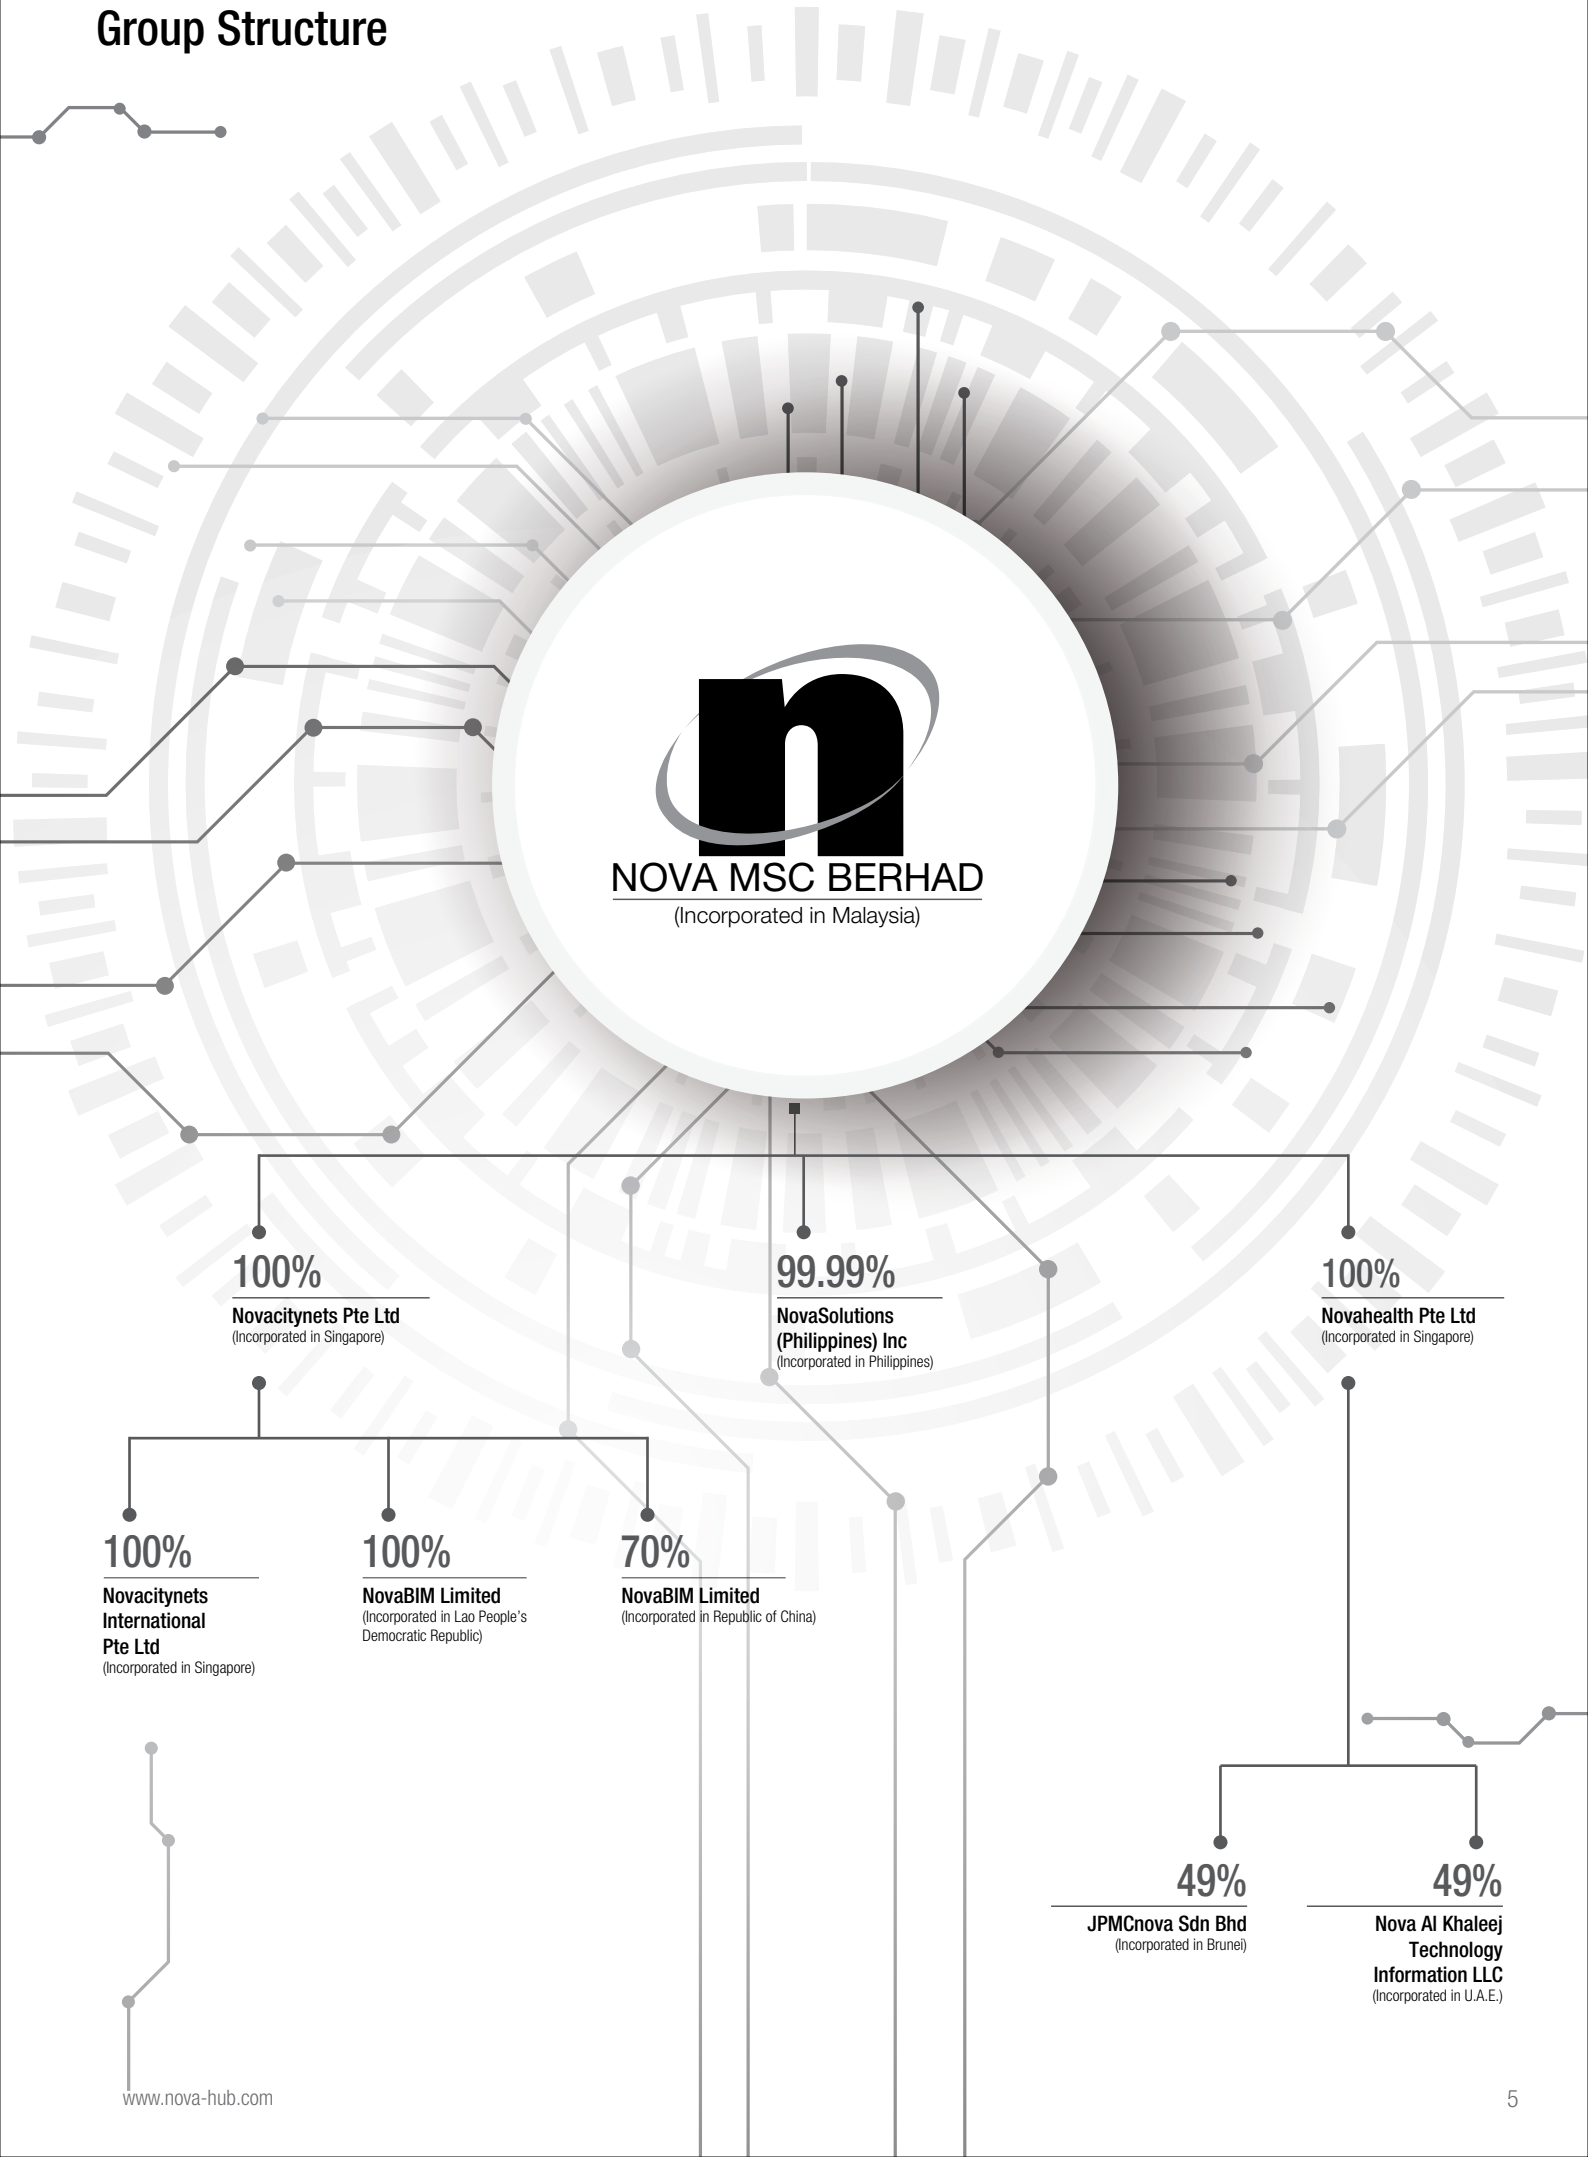 Group Structure
n
NOVA MSC BERHAD
(Incorporated in Malaysia)
100%
Novacitynets Pte Ltd
(Incorporated in Singapore)
99.99%
NovaSolutions
(Philippines) Inc
(Incorporated in Philippines)
100%
Novahealth Pte Ltd
(Incorporated in Singapore)
100%
Novacitynets
International
Pte Ltd
(Incorporated in Singapore)
100%
NovaBIM Limited
(Incorporated in Lao People's
Democratic Republic)
70%
NovaBIM Limited
(Incorporated in Republic of China)
49%
JPMCnova Sdn Bhd
(Incorporated in Brunei)
49%
Nova Al Khaleej
Technology
Information LLC
(Incorporated in U.A.E.)
www.nova-hub.com
5